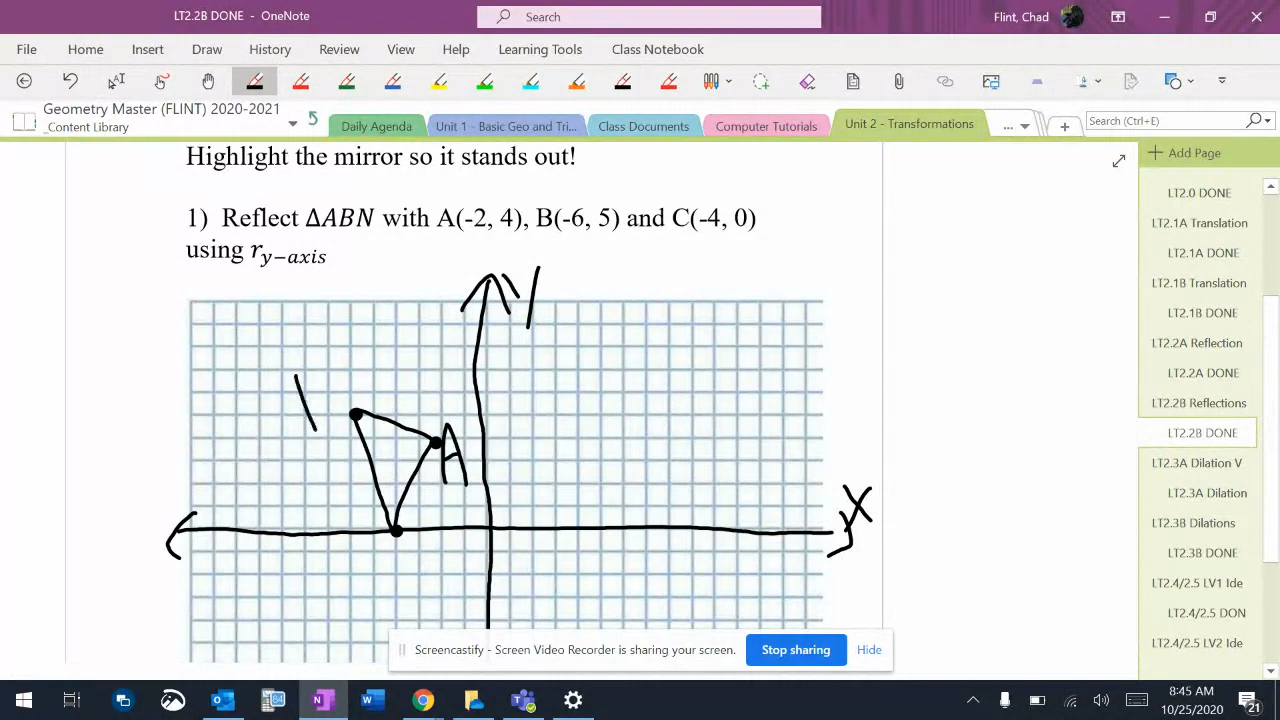 LT2.2B DONE - OneNote
Search
Flint, Chad
File Home Insert Draw History Review View Help Learning Tools Class Notebook
Geometry Master (FLINT) 2020-2021
_Content Library
Daily Agenda
Unit 1 - Basic Geo and Tri...
Class Documents
Computer Tutorials
Unit 2 - Transformations
...
Search (Ctrl+E)
Add Page
LT2.0 DONE
LT2.1A Translation
LT2.1A DONE
LT2.1B Translation
LT2.1B DONE
LT2.2A Reflection
LT2.2A DONE
LT2.2B Reflections
LT2.2B DONE
LT2.3A Dilation V
LT2.3A Dilation
LT2.3B Dilations
LT2.3B DONE
LT2.4/2.5 LV1 Ide
LT2.4/2.5 DON
LT2.4/2.5 LV2 Ide
Highlight the mirror so it stands out!
1) Reflect ΔABN with A(-2, 4), B(-6, 5) and C(-4, 0)
using r_{y-axis}
y
A
X
Screencastify - Screen Video Recorder is sharing your screen.
Stop sharing
Hide
8:45 AM
10/25/2020
21